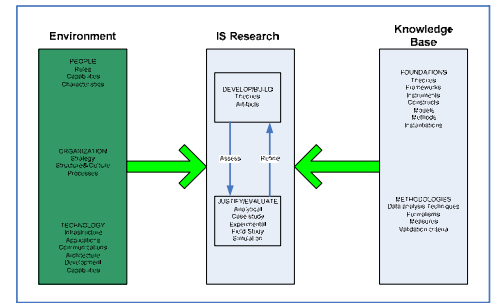 Environment
PEOPLE
Roles
Capabilities
Characteristics
ORGANIZATION
Strategy
Structure&Culture
Processes
TECHNOLOGY
Infrastructure
Applications
Communications
Architecture
Development
Capabilities
IS Research
DEVELOP/BUILD
Theories
Artifacts
Assess
Refine
JUSTIFY/EVALUATE
Analytical
Case study
Experimental
Field Study
Simulation
Knowledge
Base
FOUNDATIONS
Theories
Frameworks
Instruments
Constructs
Models
Methods
Instantiations
METHODOLOGIES
Data analysis Techniques
Formalisms
Measures
Validation criteria